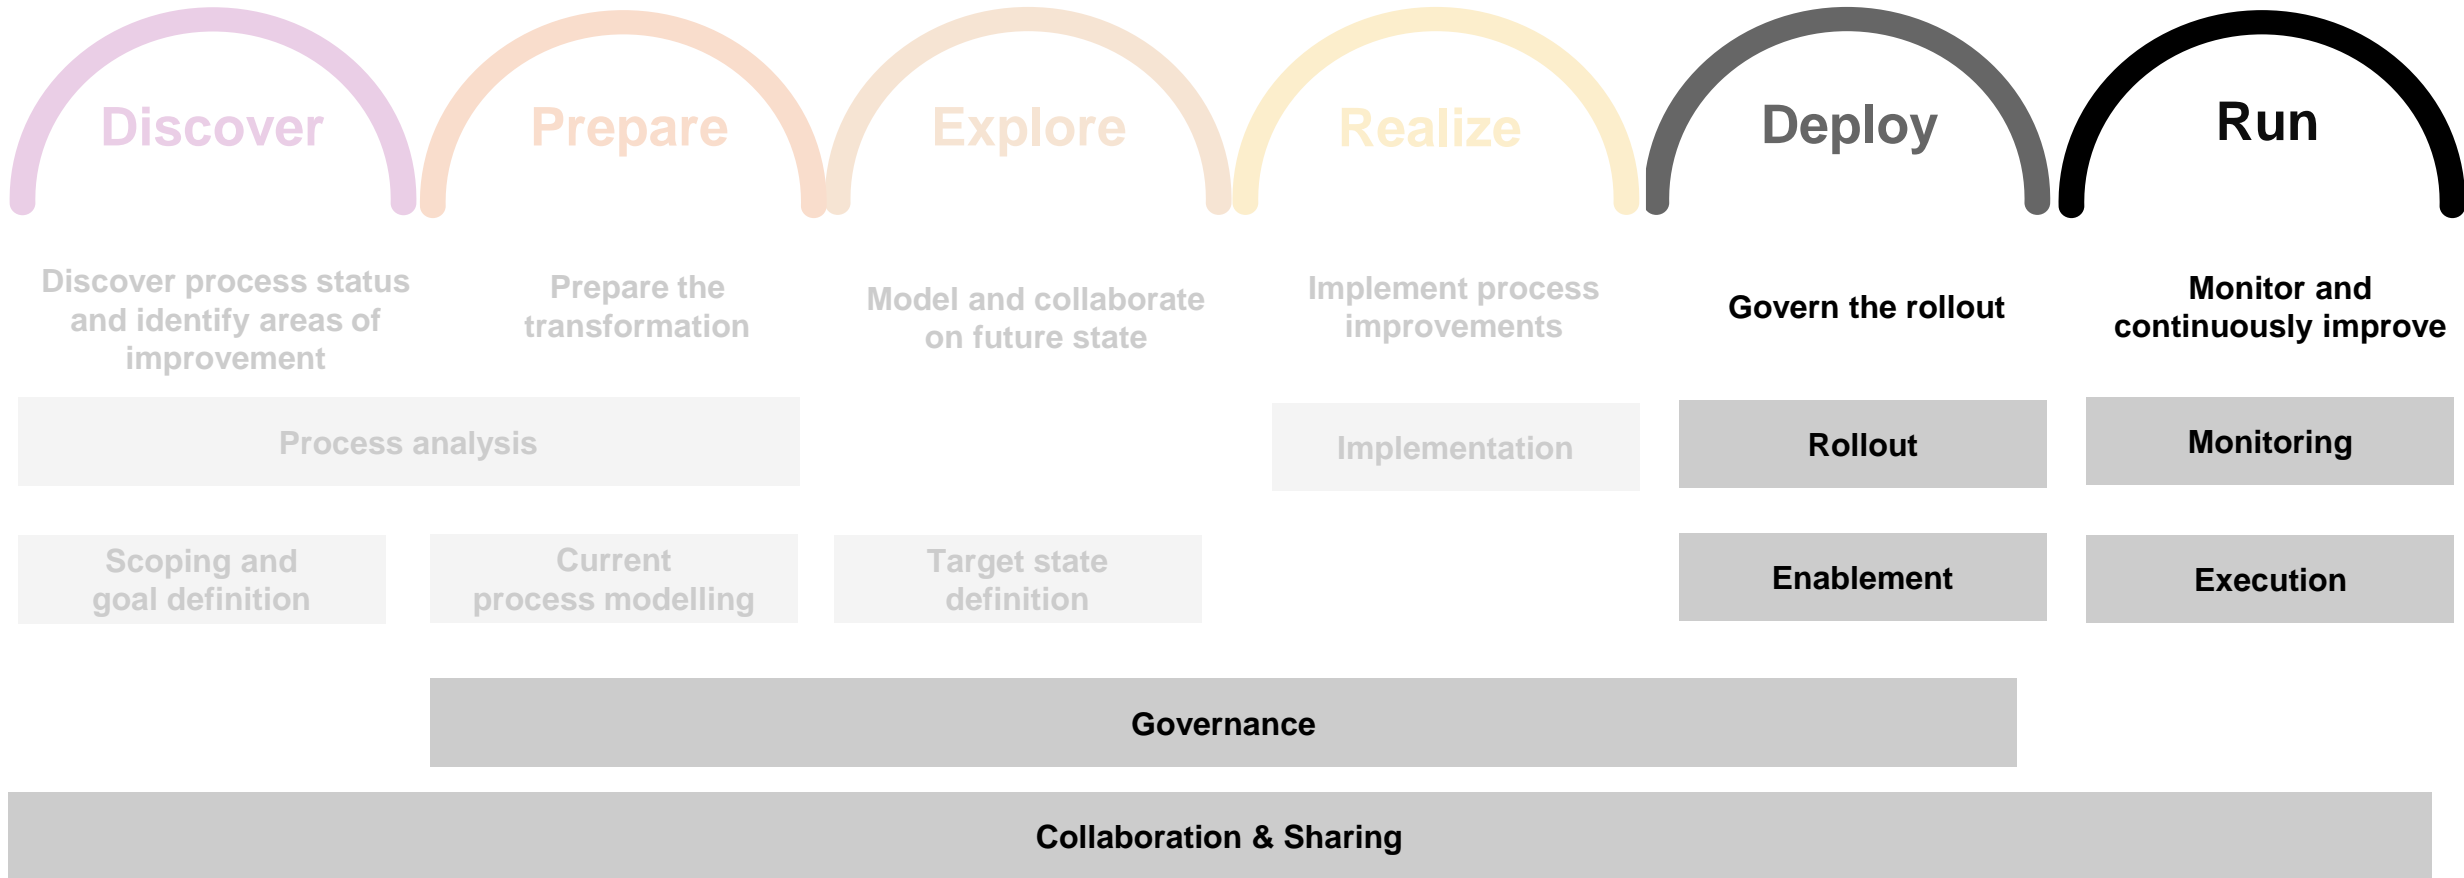 Discover
Prepare
Explore
Realize
Deploy
Run
Discover process status
and identify areas of
improvement
Prepare the
transformation
Model and collaborate
on future state
Implement process
improvements
Govern the rollout
Monitor and
continuously improve
Process analysis
Implementation
Rollout
Monitoring
Scoping and
goal definition
Current
process modelling
Target state
definition
Enablement
Execution
Governance
Collaboration & Sharing